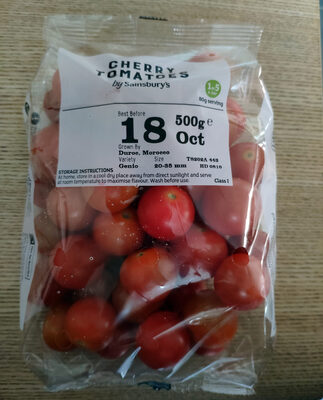 CHERRY
TOMATOES
by Sainsbury's
1 of 5
80g serving
Best Before
18 Oct
500g e
Grown By
Duroc, Morocco
Variety Size
Genio 20-35 mm
STORAGE INSTRUCTIONS
At home, store in a cool dry place away from direct sunlight and serve
at room temperature to maximise flavour. Wash before use.
Class I